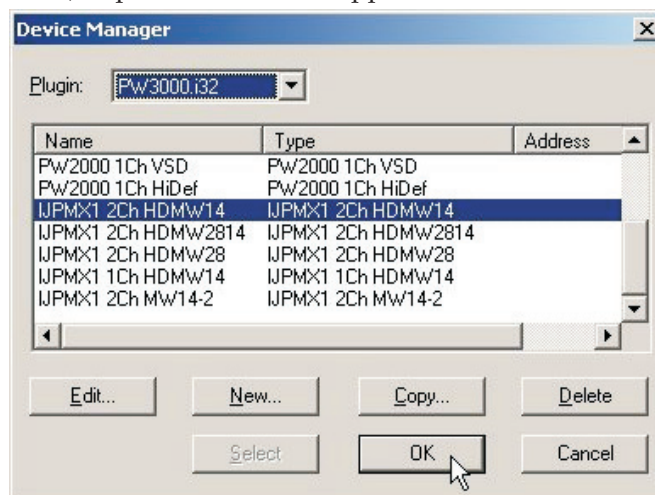 Device Manager
Plugin: PW3000.i32
Name Type Address
PW2000 1Ch VSD PW2000 1Ch VSD
PW2000 1Ch HiDef PW2000 1Ch HiDef
IJPMX1 2Ch HDMW14 IJPMX1 2Ch HDMW14
IJPMX1 2Ch HDMW2814 IJPMX1 2Ch HDMW2814
IJPMX1 2Ch HDMW28 IJPMX1 2Ch HDMW28
IJPMX1 1Ch HDMW14 IJPMX1 1Ch HDMW14
IJPMX1 2Ch MW14-2 IJPMX1 2Ch MW14-2
Edit... New... Copy... Delete
Select OK Cancel